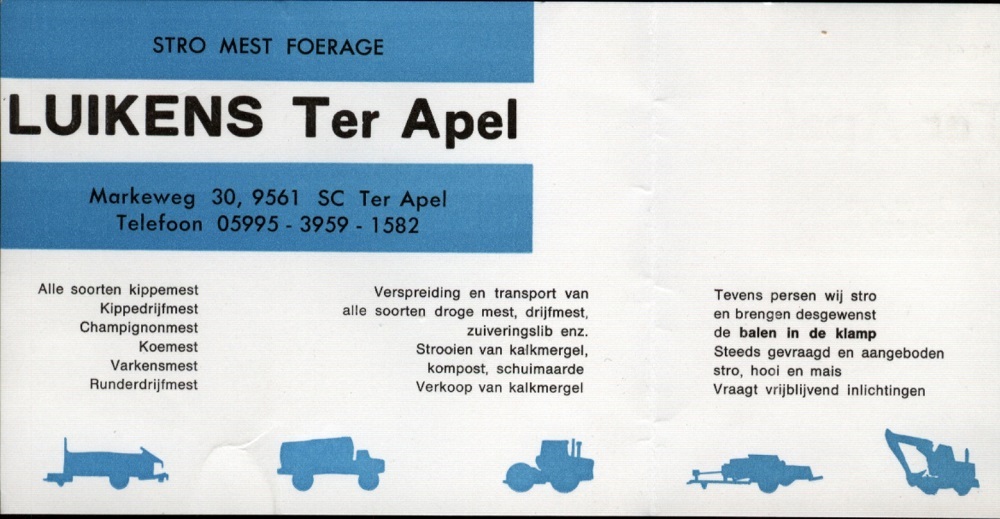 STRO MEST FOERAGE
LUIKENS Ter Apel
Markeweg 30, 9561 SC Ter Apel
Telefoon 05995 - 3959 - 1582
Alle soorten kippemest
Kippedrijfmest
Champignonmest
Koemest
Varkensmest
Runderdrijfmest
Verspreiding en transport van
alle soorten droge mest, drijfmest,
zuiveringslib enz.
Strooien van kalkmergel,
kompost, schuimaarde
Verkoop van kalkmergel
Tevens persen wij stro
en brengen desgewenst
de balen in de klamp
Steeds gevraagd en aangeboden
stro, hooi en mais
Vraagt vrijblijvend inlichtingen